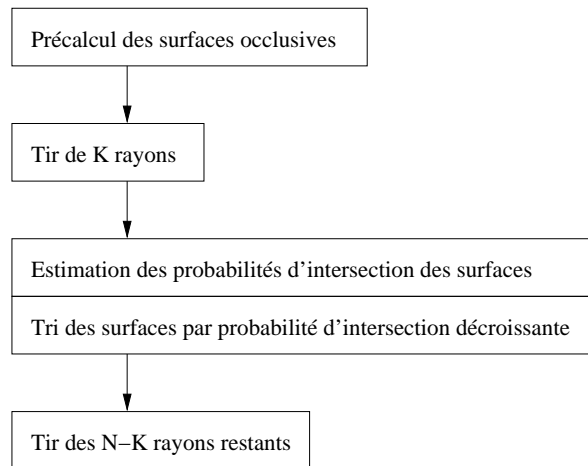 Précalcul des surfaces occlusives
Tir de K rayons
Estimation des probabilités d'intersection des surfaces
Tri des surfaces par probabilité d'intersection décroissante
Tir des N−K rayons restants